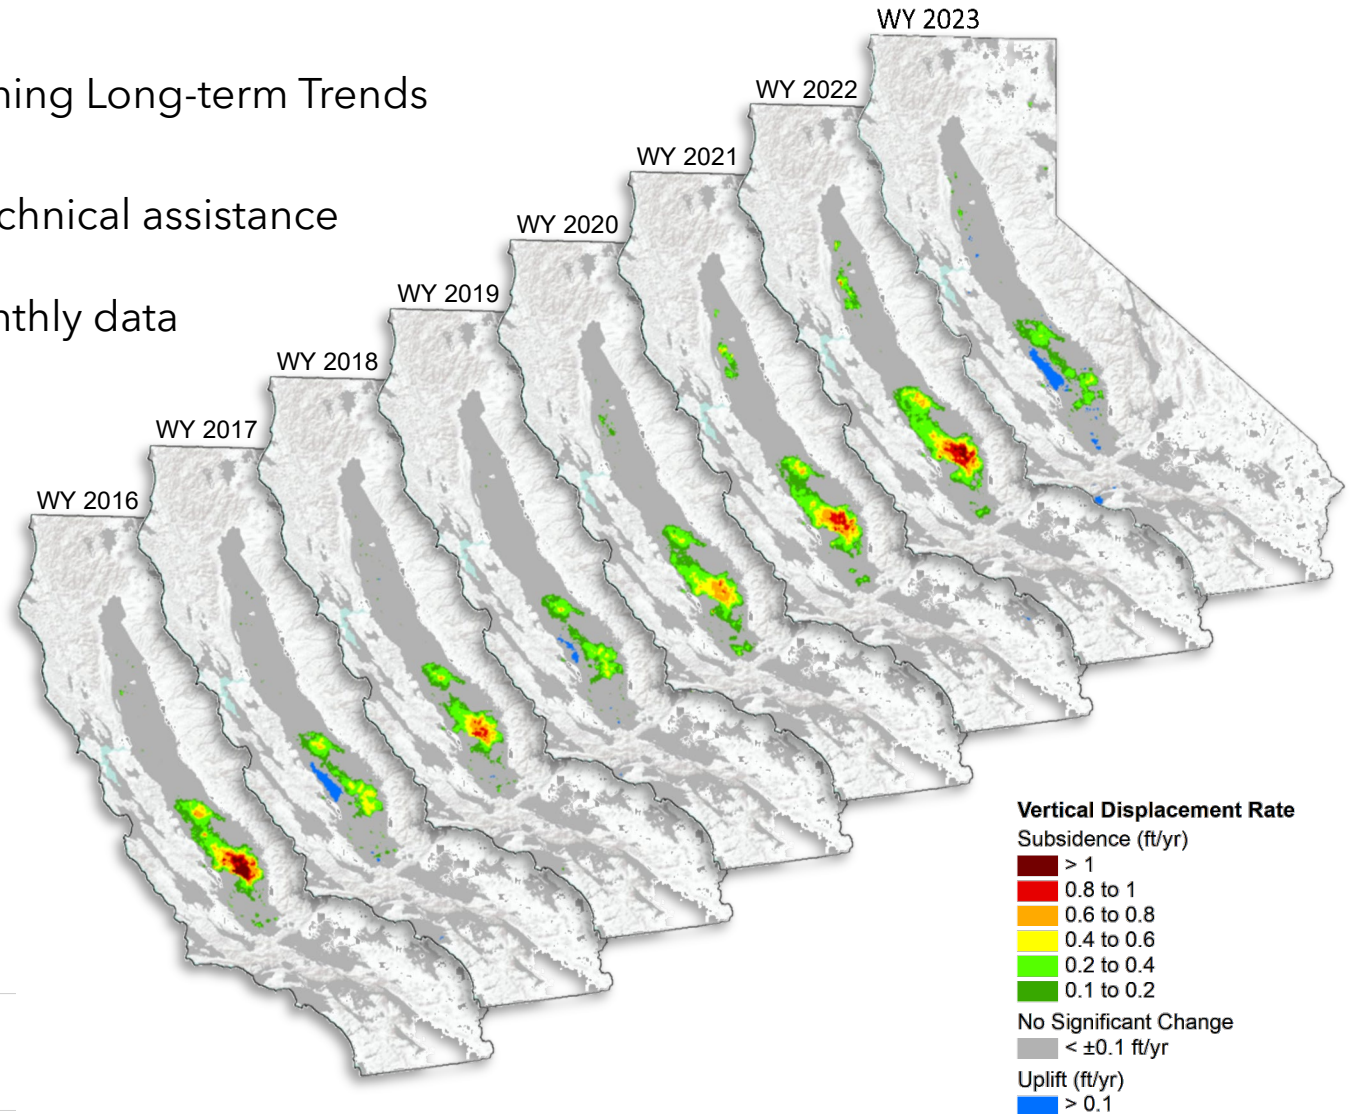 WY 2023
ning Long-term Trends
WY 2022
WY 2021
chnical assistance
WY 2020
WY 2019
nthly data
WY 2018
WY 2017
WY 2016
Vertical Displacement Rate
Subsidence (ft/yr)
> 1
0.8 to 1
0.6 to 0.8
0.4 to 0.6
0.2 to 0.4
0.1 to 0.2
No Significant Change
< ±0.1 ft/yr
Uplift (ft/yr)
> 0.1